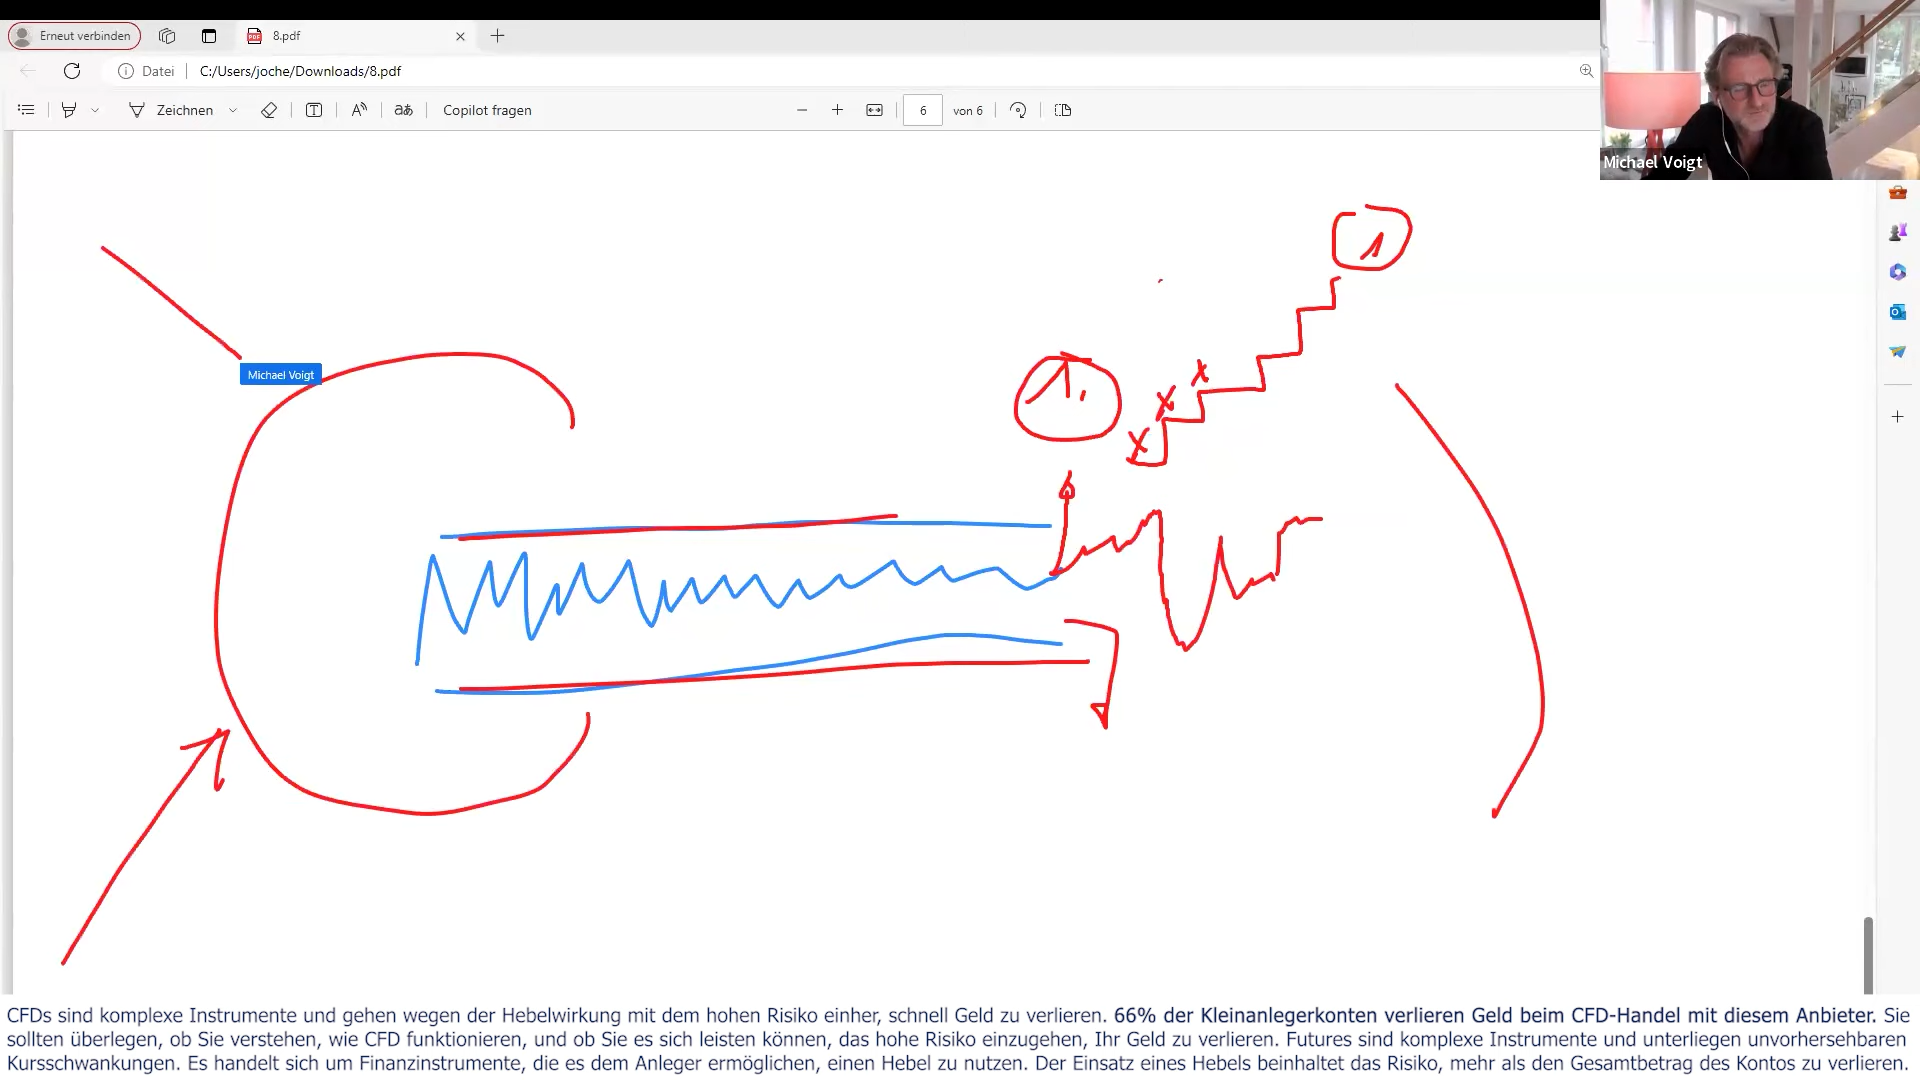 Erneut verbinden
8.pdf
Datei
C:/Users/joche/Downloads/8.pdf
Zeichnen
Copilot fragen
6
von 6
Michael Voigt
1
1.
x
x
x
Michael Voigt
CFDs sind komplexe Instrumente und gehen wegen der Hebelwirkung mit dem hohen Risiko einher, schnell Geld zu verlieren. 66% der Kleinanlegerkonten verlieren Geld beim CFD-Handel mit diesem Anbieter. Sie
sollten überlegen, ob Sie verstehen, wie CFD funktionieren, und ob Sie es sich leisten können, das hohe Risiko einzugehen, Ihr Geld zu verlieren. Futures sind komplexe Instrumente und unterliegen unvorhersehbaren
Kursschwankungen. Es handelt sich um Finanzinstrumente, die es dem Anleger ermöglichen, einen Hebel zu nutzen. Der Einsatz eines Hebels beinhaltet das Risiko, mehr als den Gesamtbetrag des Kontos zu verlieren.